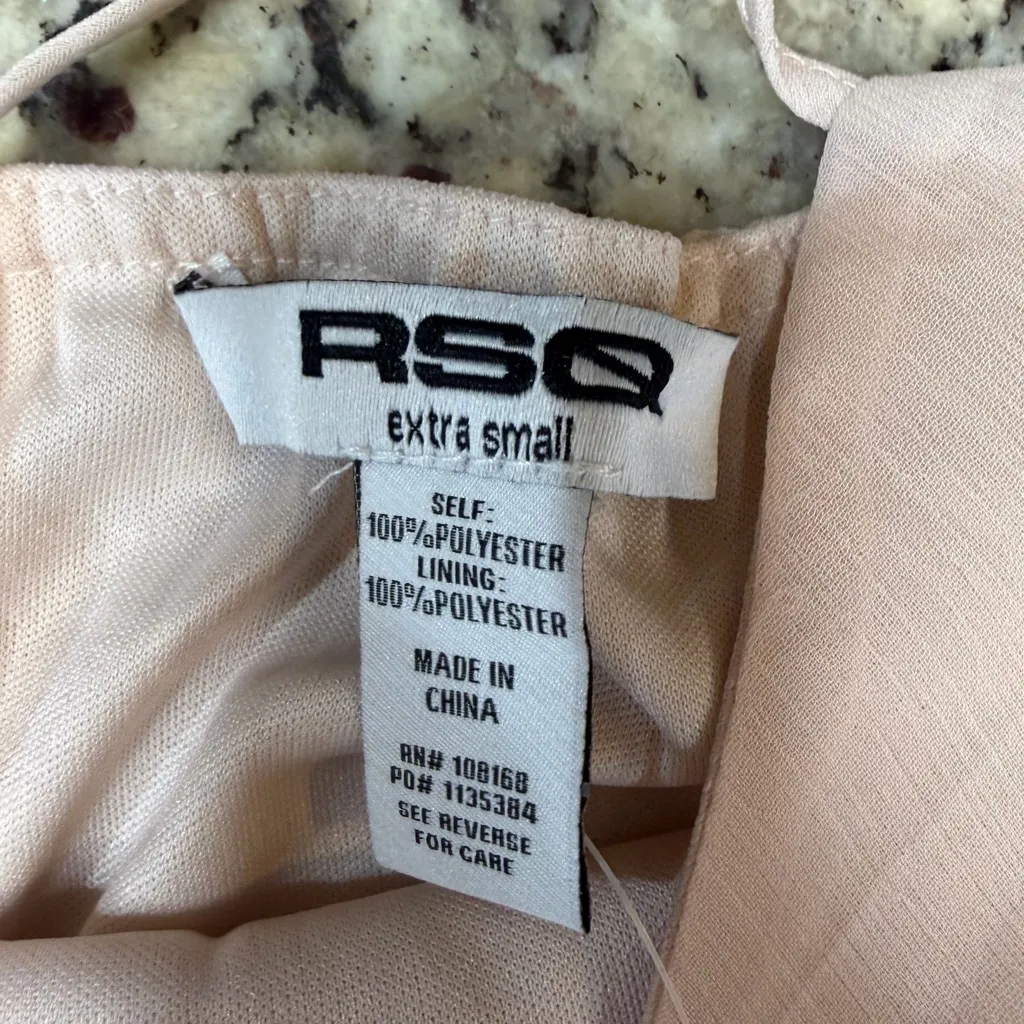 RSQ
extra small
SELF:
100%POLYESTER
LINING:
100%POLYESTER
MADE IN
CHINA
RN# 108168
PO# 1135384
SEE REVERSE
FOR CARE